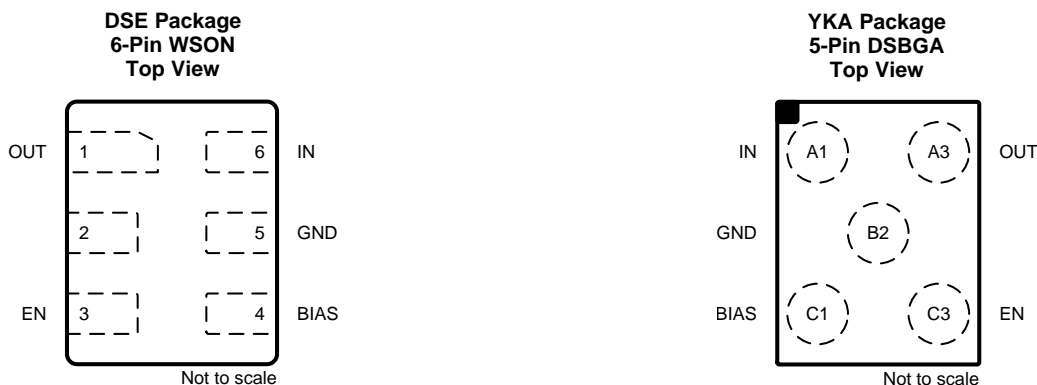 DSE Package
6-Pin WSON
Top View
OUT 1 6 IN
2 5 GND
EN 3 4 BIAS
Not to scale
YKA Package
5-Pin DSBGA
Top View
IN A1 A3 OUT
GND B2
BIAS C1 C3 EN
Not to scale